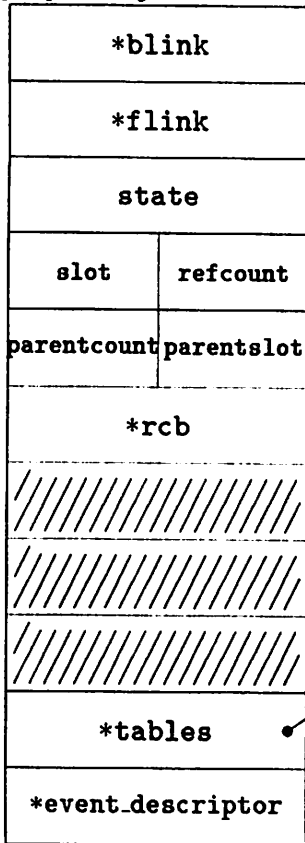 *blink
*flink
state
slot refcount
parentcount parentslot
*rcb
*tables
*event_descriptor